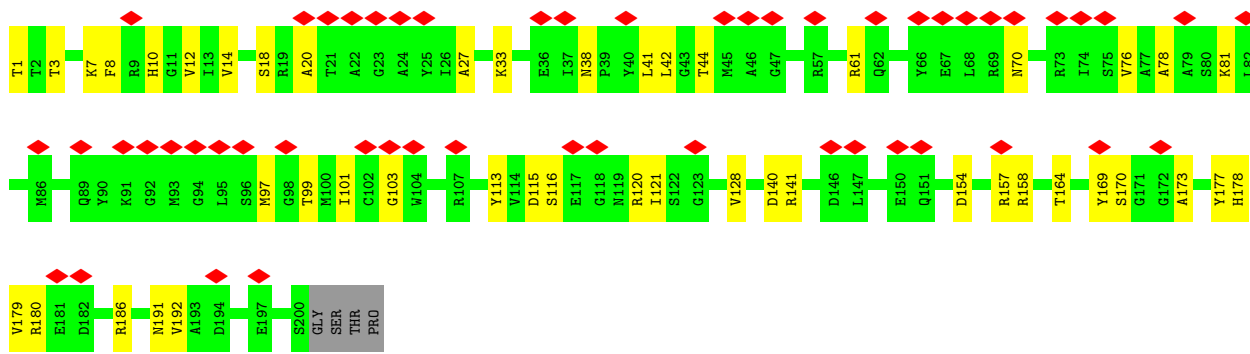 T1 T2 T3 K7 F8 R9 H10 G11 V12 I13 V14 S18 R19 A20 T21 A22 G23 A24 Y25 I26 A27 K33 E36 I37 N38 P39 Y40 L41 L42 G43 T44 M45 A46 G47 R57 R61 Q62 Y66 E67 L68 R69 N70 R73 I74 S75 V76 A77 A78 A79 S80 K81 L82
M86 Q89 Y90 K91 G92 M93 G94 L95 S96 M97 G98 T99 M100 I101 C102 G103 W104 R107 Y113 V114 D115 S116 E117 G118 N119 R120 I121 S122 G123 V128 D140 R141 D146 L147 E150 Q151 D154 R157 R158 T164 Y169 S170 G171 G172 A173 Y177 H178
V179 R180 E181 D182 R186 N191 V192 A193 D194 E197 S200 GLY SER THR PRO